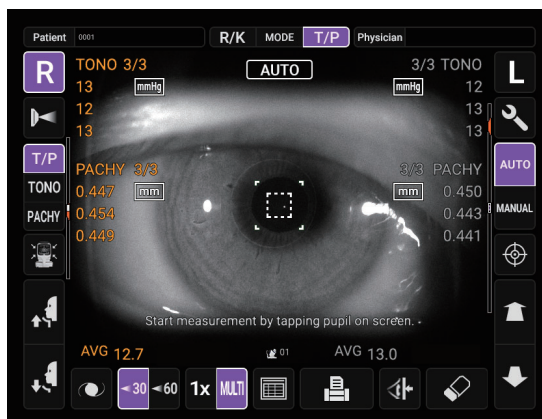 Patient 0001 R/K MODE T/P Physician
R TONO 3/3 AUTO 3/3 TONO L
13 mmHg mmHg 12
12 13
13 13
T/P
TONO
PACHY
PACHY 3/3 3/3 PACHY
0.447 mm mm 0.450
0.454 0.443
0.449 0.441
AUTO
MANUAL
Start measurement by tapping pupil on screen.
AVG 12.7 01 AVG 13.0
30 60 1x MULTI